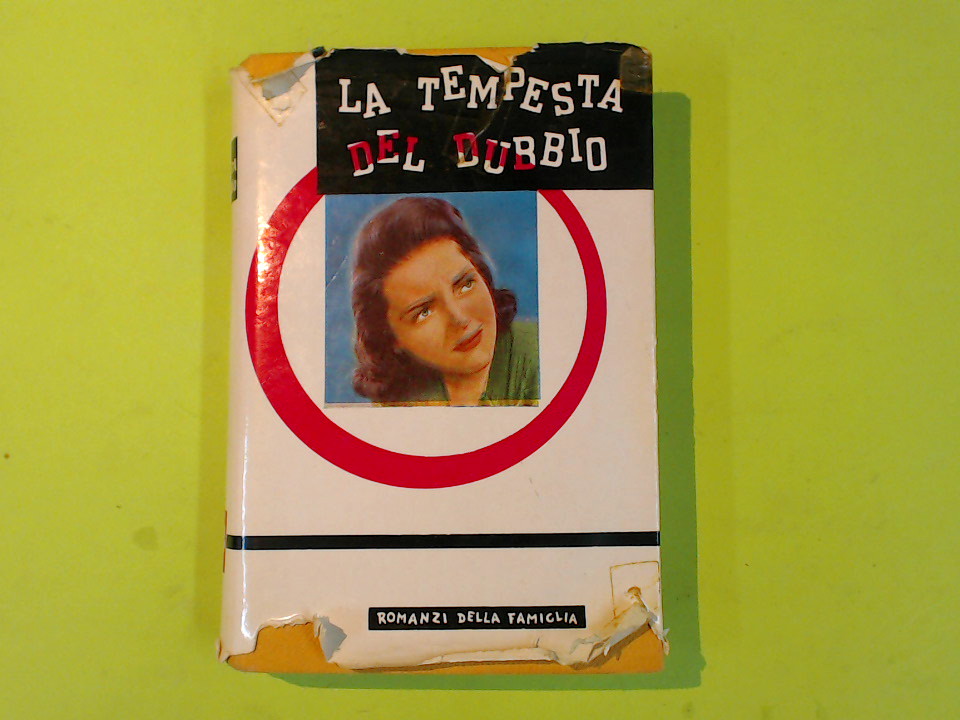 LA TEMPESTA
DEL DUBBIO
ROMANZI DELLA FAMIGLIA